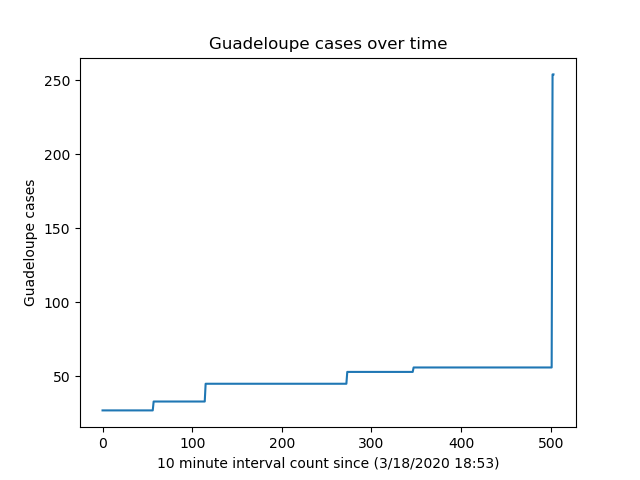 Guadeloupe cases over time
250
200
150
100
50
Guadeloupe cases
0 100 200 300 400 500
10 minute interval count since (3/18/2020 18:53)